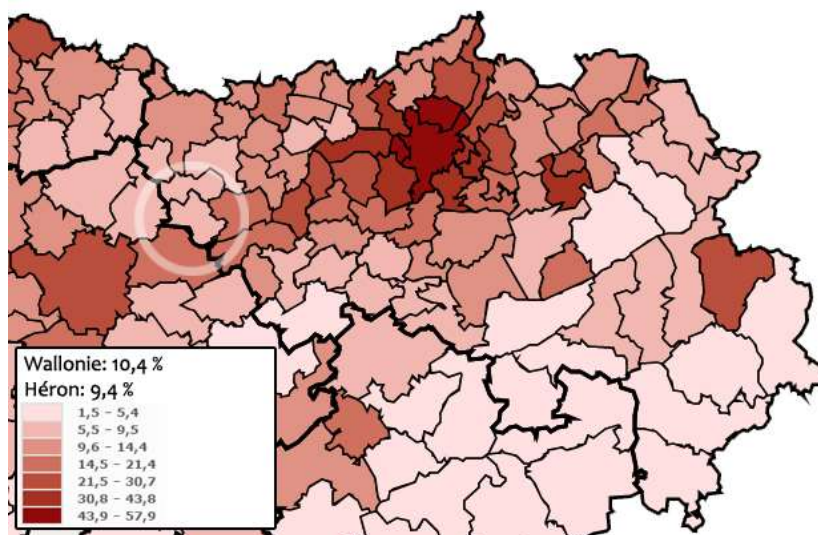 Wallonie: 10,4 %
Héron: 9,4 %
1,5 – 5,4
5,5 – 9,5
9,6 – 14,4
14,5 – 21,4
21,5 – 30,7
30,8 – 43,8
43,9 – 57,9